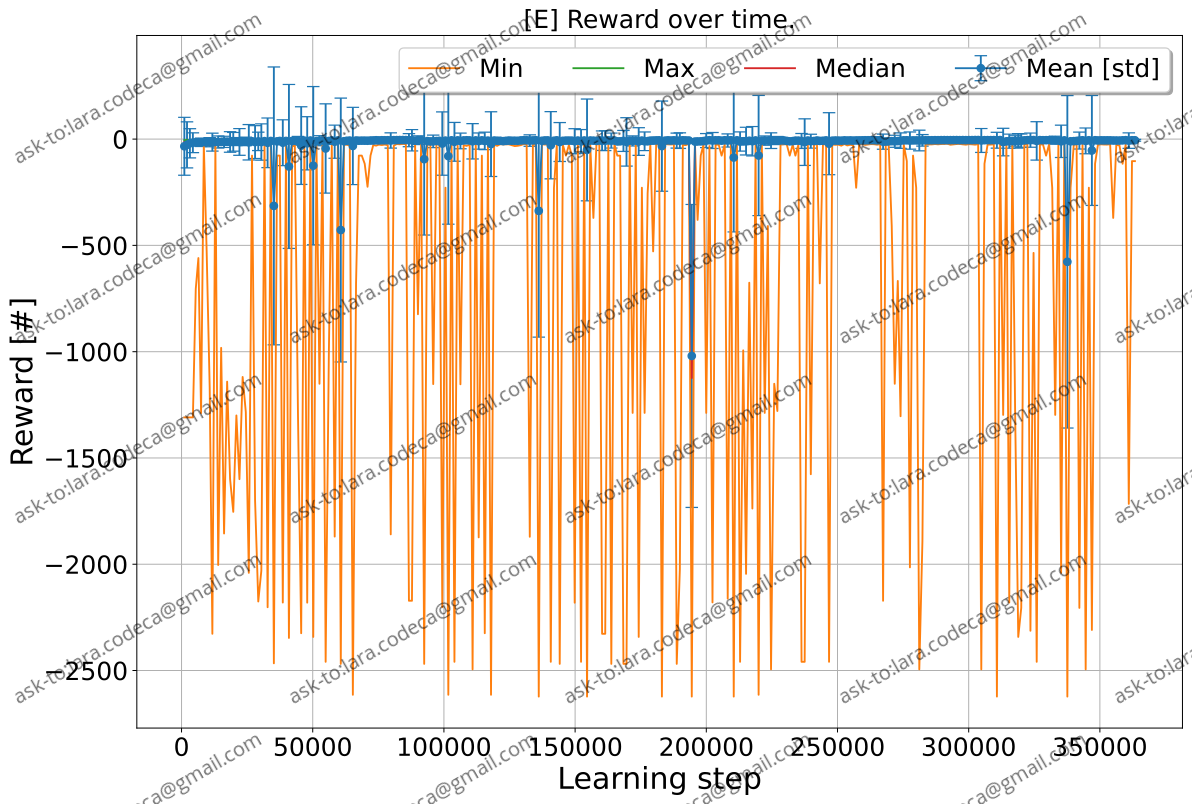 [E] Reward over time.
Min Max Median Mean [std]
Reward [#]
0
−500
−1000
−1500
−2000
−2500
0 50000 100000 150000 200000 250000 300000 350000
Learning step
ask-to:lara.codeca@gmail.com